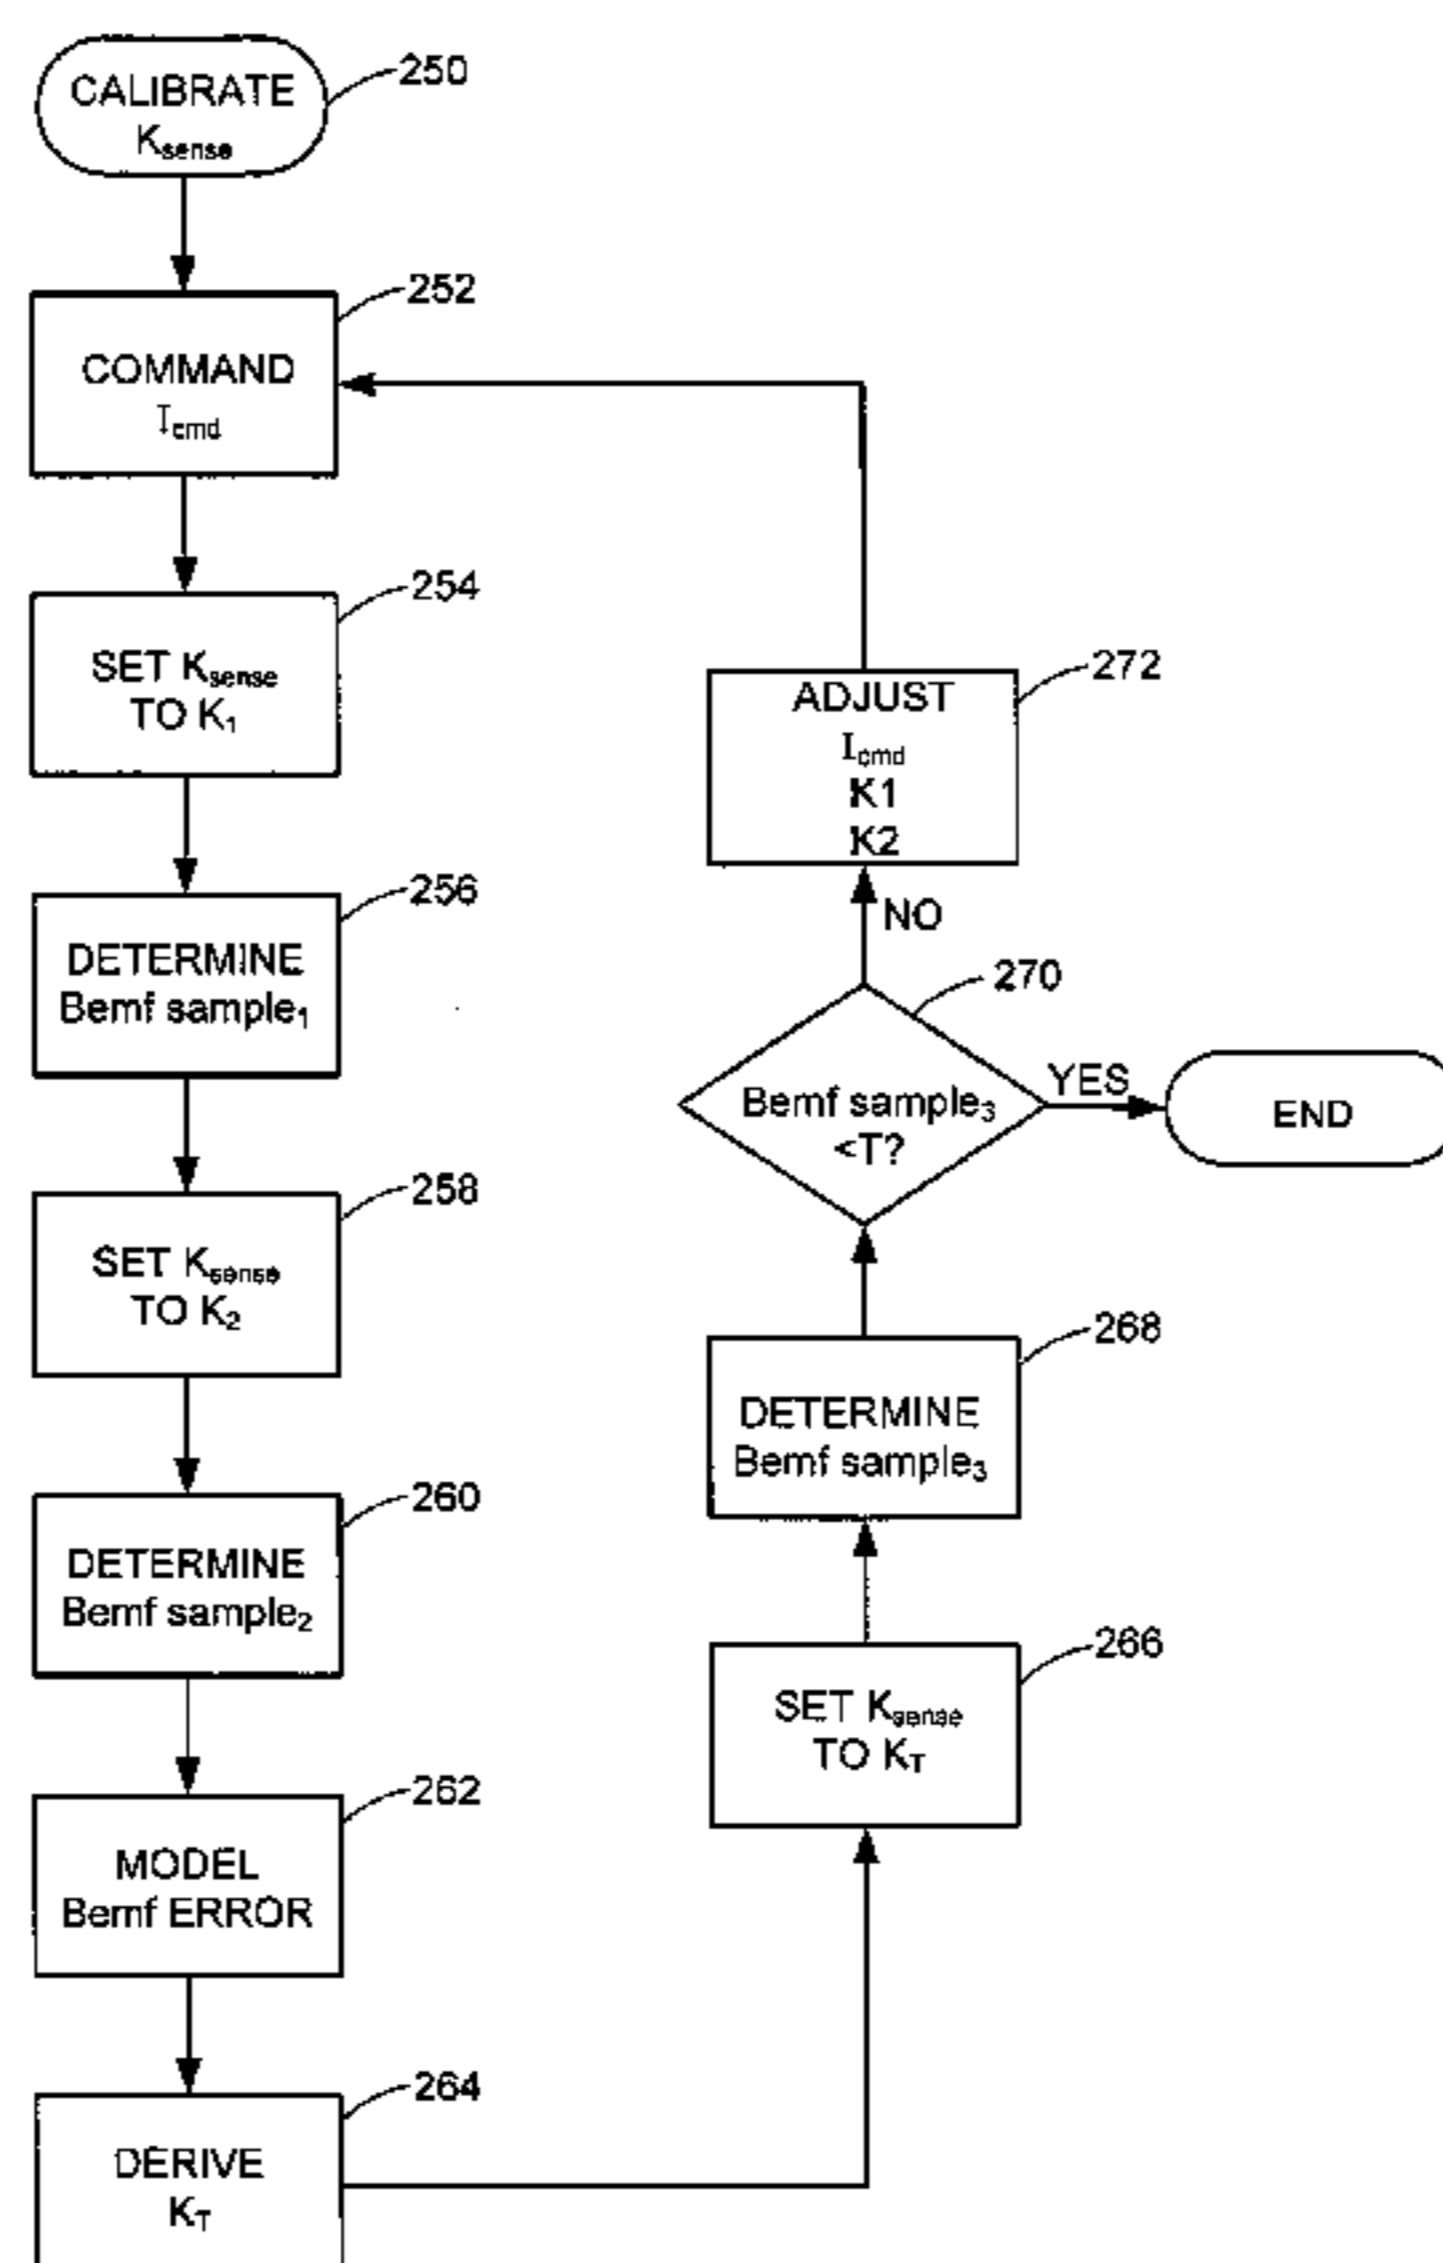 CALIBRATE
Ksense
250
COMMAND
Icmd
252
SET Ksense
TO K1
254
DETERMINE
Bemf sample1
256
SET Ksense
TO K2
258
DETERMINE
Bemf sample2
260
MODEL
Bemf ERROR
262
DERIVE
KT
264
SET Ksense
TO KT
266
DETERMINE
Bemf sample3
268
Bemf sample3
<T?
270
YES
END
NO
ADJUST
Icmd
K1
K2
272